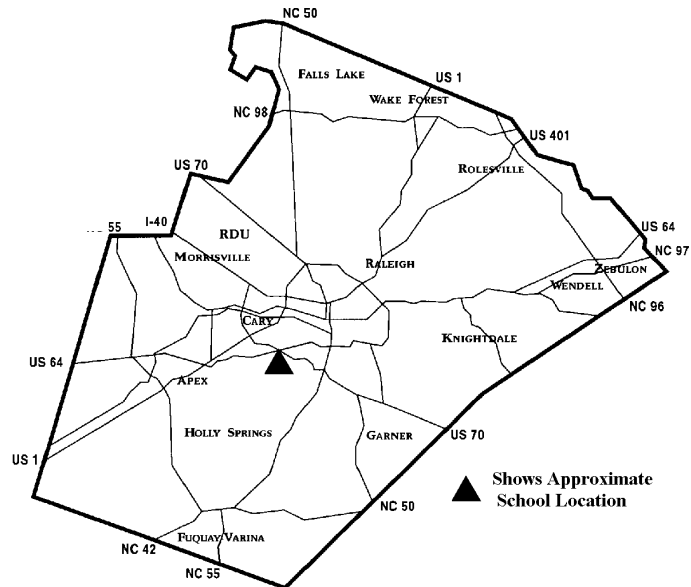 NC 50
FALLS LAKE
US 1
WAKE FOREST
NC 98
US 401
ROLESVILLE
US 70
55
I-40
RDU
MORRISVILLE
RALEIGH
US 64
NC 97
ZEBULON
WENDELL
NC 96
CARY
KNIGHTDALE
US 64
APEX
HOLLY SPRINGS
GARNER
US 70
US 1
Shows Approximate
School Location
NC 50
FUQUAY VARINA
NC 42
NC 55